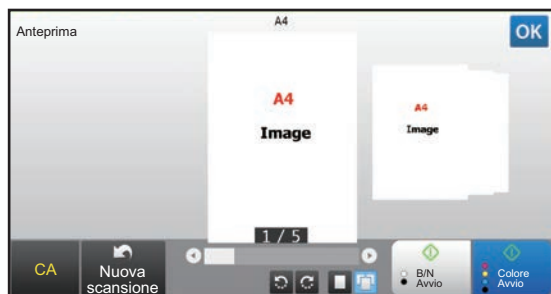 A4
Anteprima
OK
A4
Image
A4
Image
1 / 5
CA
Nuova
scansione
B/N
Avvio
Colore
Avvio